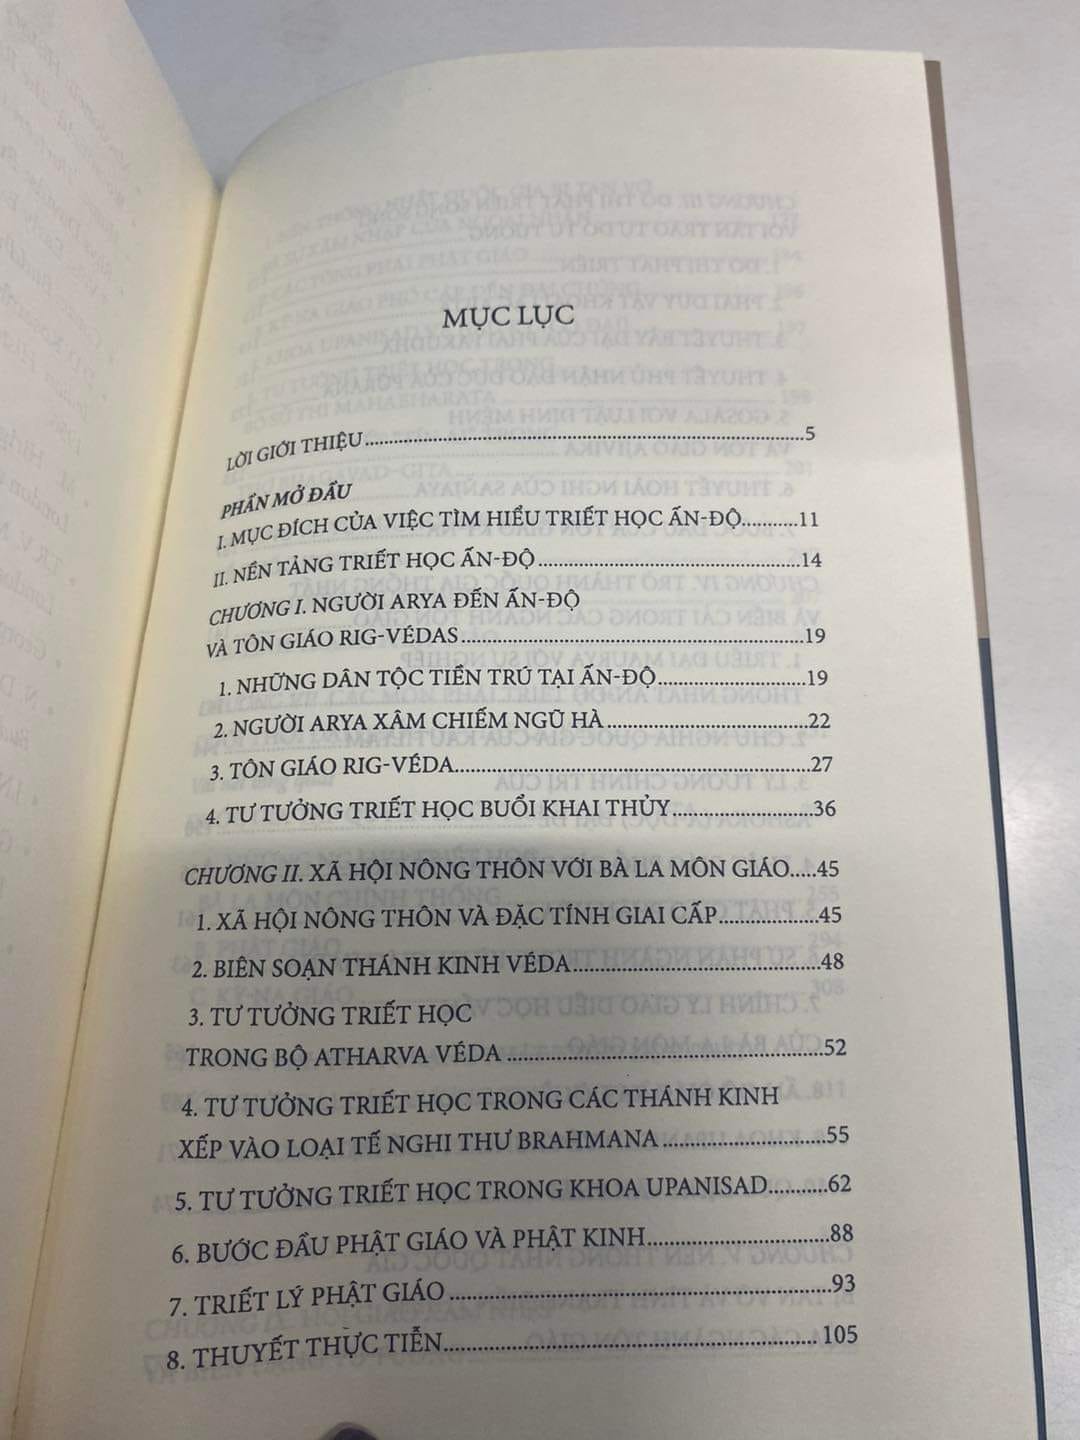 MỤC LỤC
LỜI GIỚI THIỆU.....5
PHẦN MỞ ĐẦU
I. MỤC ĐÍCH CỦA VIỆC TÌM HIỂU TRIẾT HỌC ẤN-ĐỘ.....11
II. NỀN TẢNG TRIẾT HỌC ẤN-ĐỘ.....14
CHƯƠNG I. NGƯỜI ARYA ĐẾN ẤN-ĐỘ
VÀ TÔN GIÁO RIG-VÉDAS.....19
1. NHỮNG DÂN TỘC TIỀN TRÚ TẠI ẤN-ĐỘ.....19
2. NGƯỜI ARYA XÂM CHIẾM NGŨ HÀ.....22
3. TÔN GIÁO RIG-VÉDA.....27
4. TƯ TƯỞNG TRIẾT HỌC BUỔI KHAI THỦY.....36
CHƯƠNG II. XÃ HỘI NÔNG THÔN VỚI BÀ LA MÔN GIÁO.....45
1. XÃ HỘI NÔNG THÔN VÀ ĐẶC TÍNH GIAI CẤP.....45
2. BIÊN SOẠN THÁNH KINH VÉDA.....48
3. TƯ TƯỞNG TRIẾT HỌC
TRONG BỘ ATHARVA VÉDA.....52
4. TƯ TƯỞNG TRIẾT HỌC TRONG CÁC THÁNH KINH
XẾP VÀO LOẠI TẾ NGHI THƯ BRAHMANA.....55
5. TƯ TƯỞNG TRIẾT HỌC TRONG KHOA UPANISAD.....62
6. BƯỚC ĐẦU PHẬT GIÁO VÀ PHẬT KINH.....88
7. TRIẾT LÝ PHẬT GIÁO.....93
8. THUYẾT THỰC TIỄN.....105